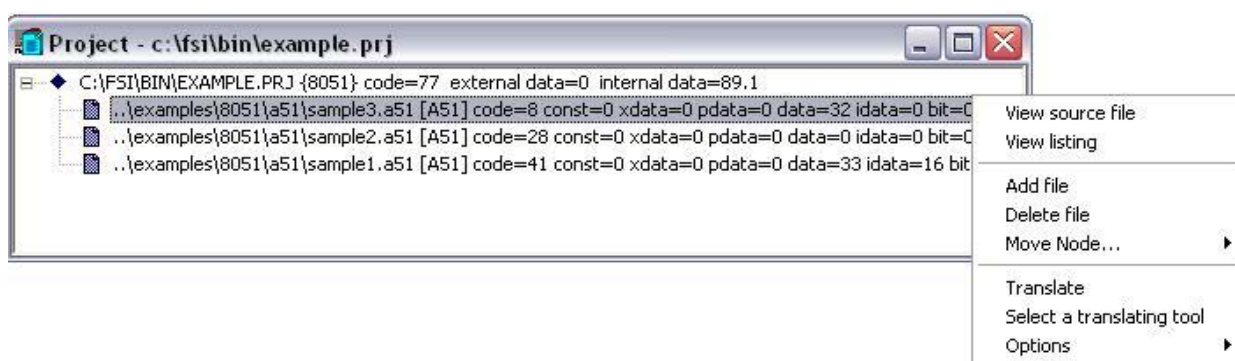 Project - c:\fsi\bin\example.prj
C:\FSI\BIN\EXAMPLE.PRJ {8051} code=77 external data=0 internal data=89.1
..\examples\8051\a51\sample3.a51 [A51] code=8 const=0 xdata=0 pdata=0 data=32 idata=0 bit=0
..\examples\8051\a51\sample2.a51 [A51] code=28 const=0 xdata=0 pdata=0 data=0 idata=0 bit=0
..\examples\8051\a51\sample1.a51 [A51] code=41 const=0 xdata=0 pdata=0 data=33 idata=16 bit
View source file
View listing
Add file
Delete file
Move Node...
Translate
Select a translating tool
Options